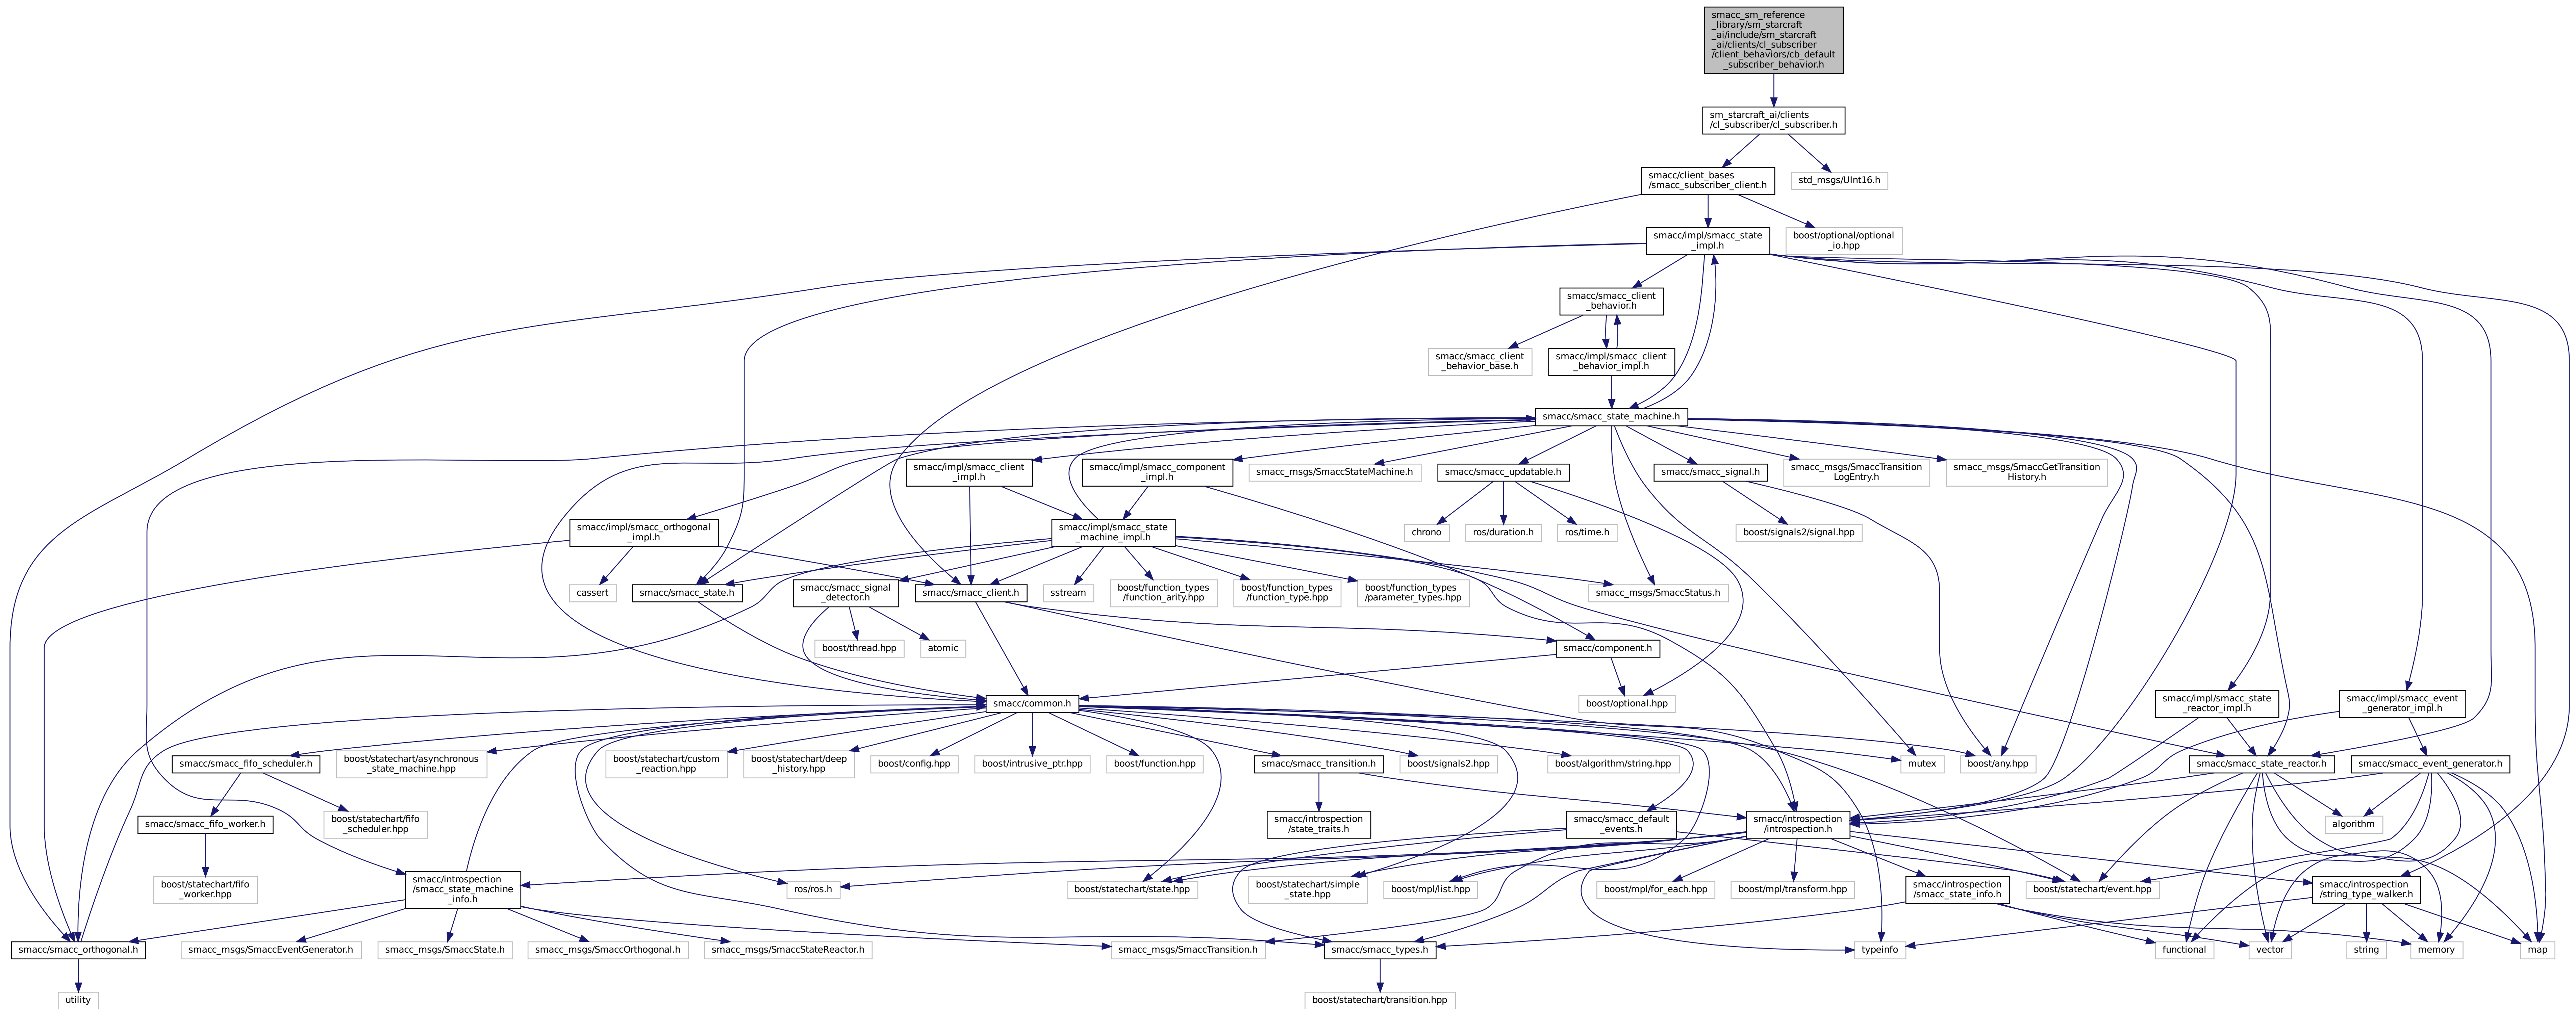 smacc_sm_reference
_library/sm_starcraft
_ai/include/sm_starcraft
_ai/clients/cl_subscriber
/client_behaviors/cb_default
_subscriber_behavior.h
sm_starcraft_ai/clients
/cl_subscriber/cl_subscriber.h
smacc/client_bases
/smacc_subscriber_client.h
std_msgs/UInt16.h
smacc/impl/smacc_state
_impl.h
boost/optional/optional
_io.hpp
smacc/smacc_client
_behavior.h
smacc/smacc_client
_behavior_base.h
smacc/impl/smacc_client
_behavior_impl.h
smacc/smacc_state_machine.h
smacc/impl/smacc_client
_impl.h
smacc/impl/smacc_component
_impl.h
smacc_msgs/SmaccStateMachine.h
smacc/smacc_updatable.h
smacc/smacc_signal.h
smacc_msgs/SmaccTransition
LogEntry.h
smacc_msgs/SmaccGetTransition
History.h
smacc/impl/smacc_orthogonal
_impl.h
smacc/impl/smacc_state
_machine_impl.h
chrono
ros/duration.h
ros/time.h
boost/signals2/signal.hpp
cassert
smacc/smacc_state.h
smacc/smacc_signal
_detector.h
smacc/smacc_client.h
sstream
boost/function_types
/function_arity.hpp
boost/function_types
/function_type.hpp
boost/function_types
/parameter_types.hpp
smacc_msgs/SmaccStatus.h
boost/thread.hpp
atomic
smacc/component.h
smacc/common.h
boost/optional.hpp
smacc/impl/smacc_state
_reactor_impl.h
smacc/impl/smacc_event
_generator_impl.h
smacc/smacc_fifo_scheduler.h
boost/statechart/asynchronous
_state_machine.hpp
boost/statechart/custom
_reaction.hpp
boost/statechart/deep
_history.hpp
boost/config.hpp
boost/intrusive_ptr.hpp
boost/function.hpp
smacc/smacc_transition.h
boost/signals2.hpp
boost/algorithm/string.hpp
mutex
boost/any.hpp
smacc/smacc_state_reactor.h
smacc/smacc_event_generator.h
smacc/smacc_fifo_worker.h
boost/statechart/fifo
_scheduler.hpp
smacc/introspection
/state_traits.h
smacc/smacc_default
_events.h
smacc/introspection
/introspection.h
algorithm
boost/statechart/fifo
_worker.hpp
smacc/introspection
/smacc_state_machine
_info.h
ros/ros.h
boost/statechart/state.hpp
boost/statechart/simple
_state.hpp
boost/mpl/list.hpp
boost/mpl/for_each.hpp
boost/mpl/transform.hpp
smacc/introspection
/smacc_state_info.h
boost/statechart/event.hpp
smacc/introspection
/string_type_walker.h
smacc/smacc_orthogonal.h
smacc_msgs/SmaccEventGenerator.h
smacc_msgs/SmaccState.h
smacc_msgs/SmaccOrthogonal.h
smacc_msgs/SmaccStateReactor.h
smacc_msgs/SmaccTransition.h
smacc/smacc_types.h
typeinfo
functional
vector
string
memory
map
utility
boost/statechart/transition.hpp